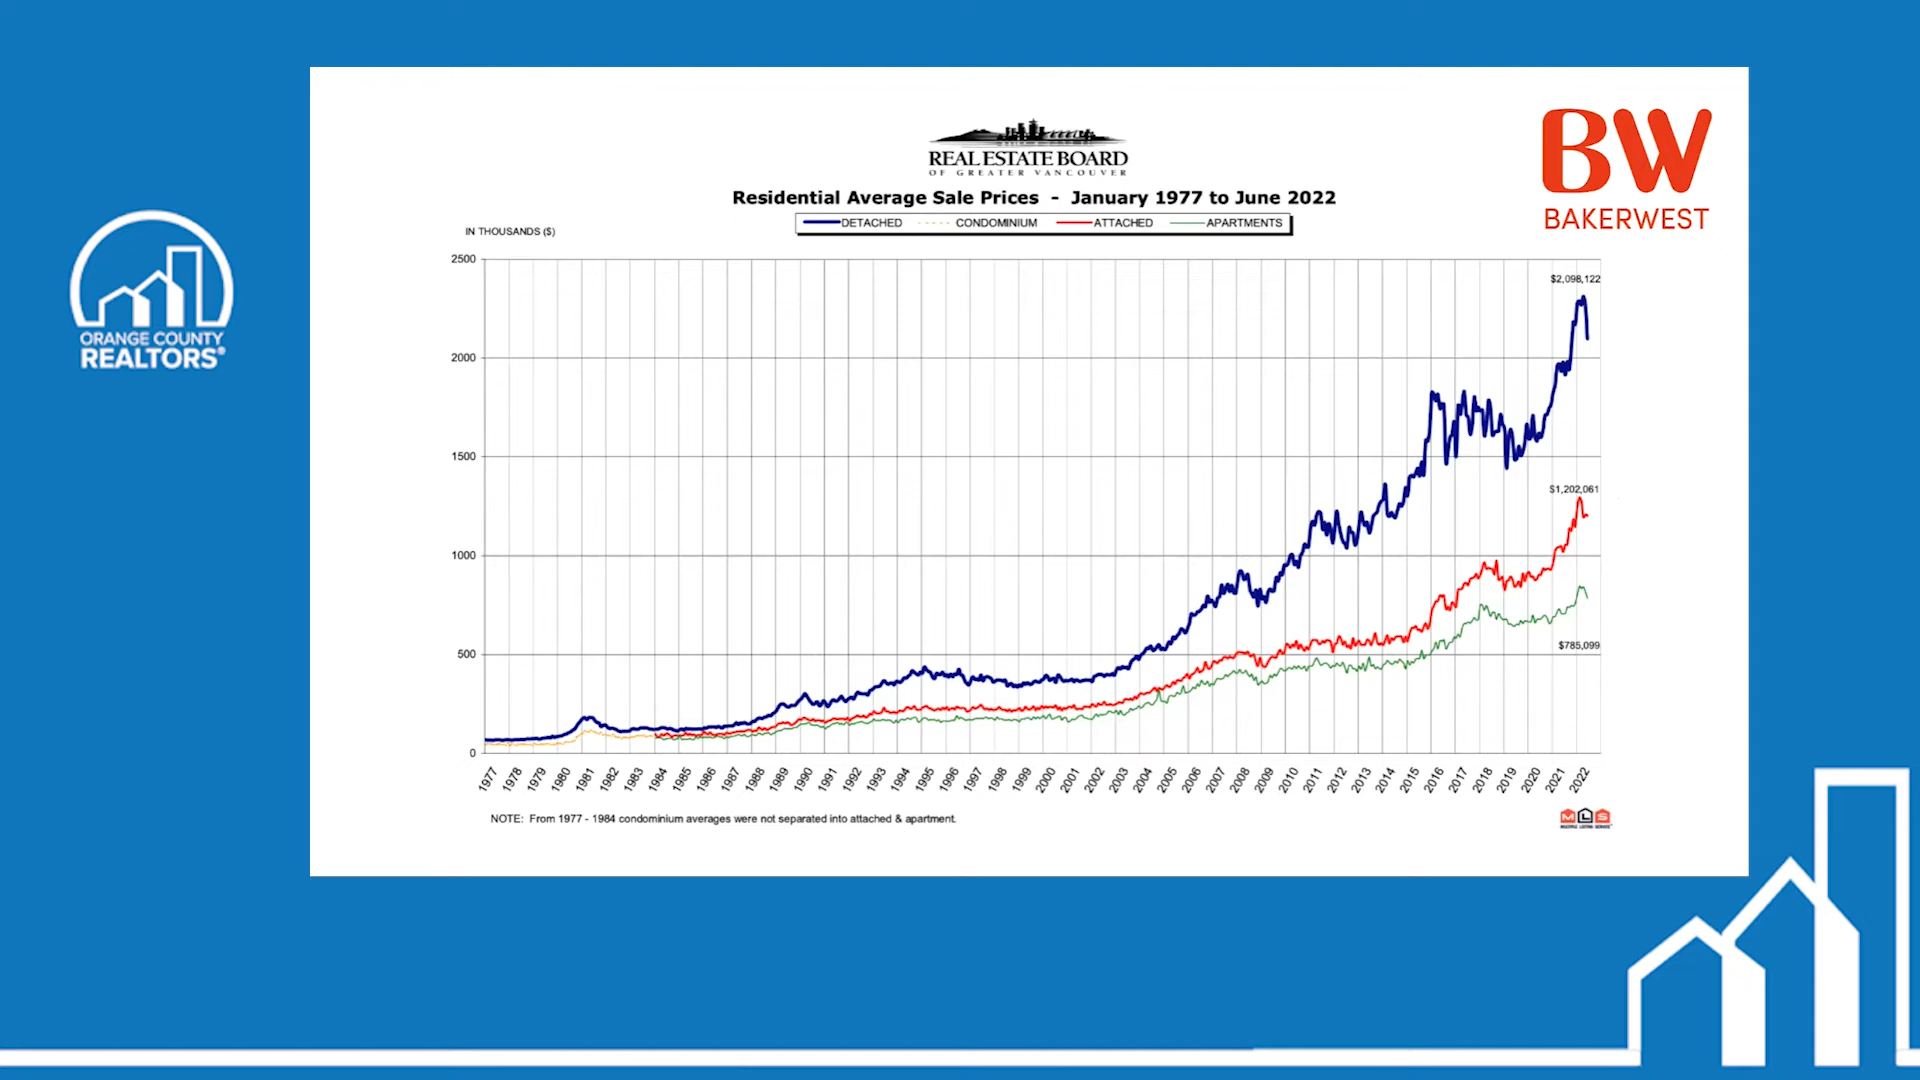 REAL ESTATE BOARD
OF GREATER VANCOUVER
BW
BAKERWEST
Residential Average Sale Prices - January 1977 to June 2022
DETACHED CONDOMINIUM ATTACHED APARTMENTS
IN THOUSANDS ($)
ORANGE COUNTY
REALTORS®
2500
2000
1500
1000
500
0
$2,098,122
$1,202,061
$785,099
1977 1978 1979 1980 1981 1982 1983 1984 1985 1986 1987 1988 1989 1990 1991 1992 1993 1994 1995 1996 1997 1998 1999 2000 2001 2002 2003 2004 2005 2006 2007 2008 2009 2010 2011 2012 2013 2014 2015 2016 2017 2018 2019 2020 2021 2022
NOTE: From 1977 - 1984 condominium averages were not separated into attached & apartment.
MLS
MULTIPLE LISTING SERVICE